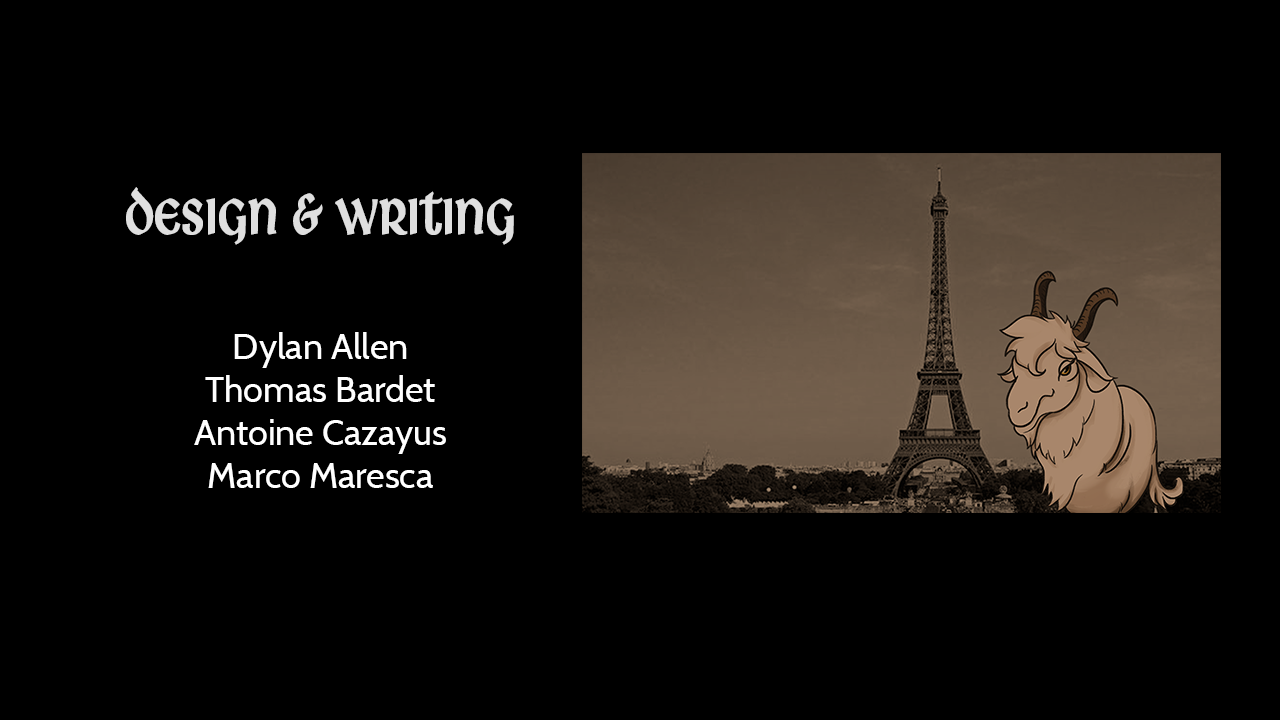 Design & Writing
Dylan Allen
Thomas Bardet
Antoine Cazayus
Marco Maresca